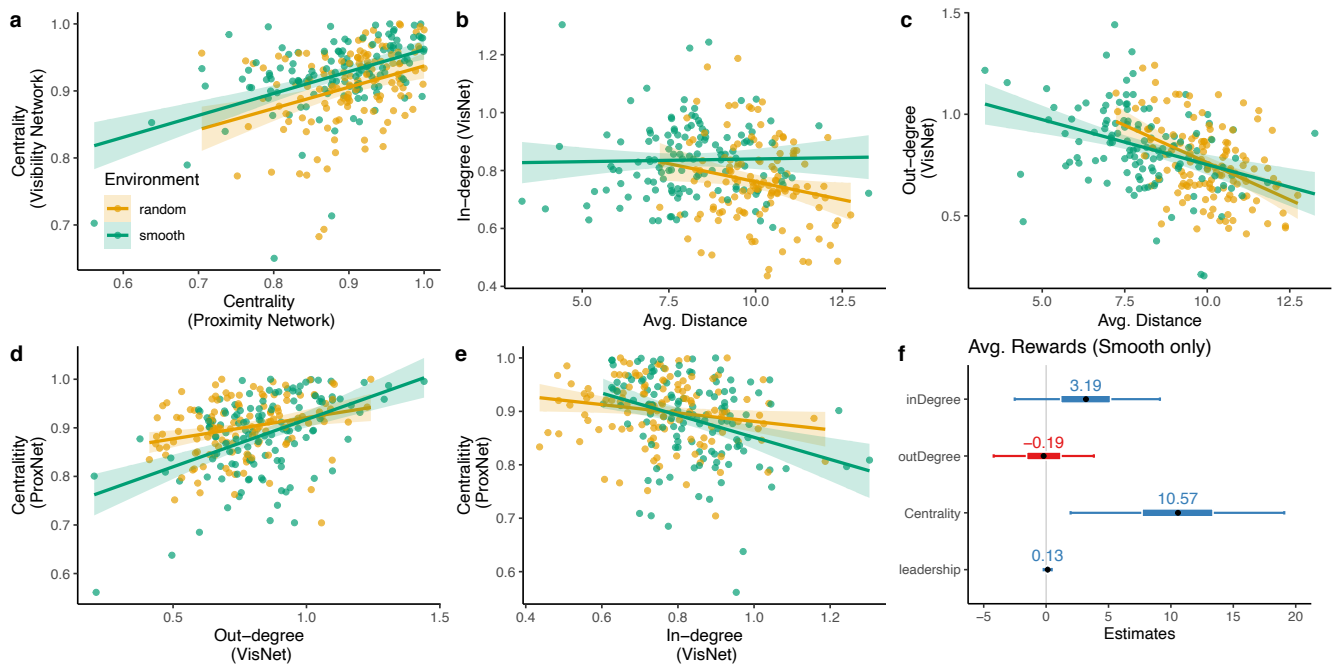 a
Centrality
(Visibility Network)
1.0
0.9
0.8
0.7
Environment
random
smooth
0.6 0.7 0.8 0.9 1.0
Centrality
(Proximity Network)
b
In−degree (VisNet)
1.2
1.0
0.8
0.6
0.4
5.0 7.5 10.0 12.5
Avg. Distance
c
Out−degree
(VisNet)
1.5
1.0
0.5
5.0 7.5 10.0 12.5
Avg. Distance
d
Centralitity
(ProxNet)
1.0
0.9
0.8
0.7
0.6
0.5 1.0 1.5
Out−degree
(VisNet)
e
Centrality
(ProxNet)
1.0
0.9
0.8
0.7
0.6
0.4 0.6 0.8 1.0 1.2
In−degree
(VisNet)
f
Avg. Rewards (Smooth only)
inDegree
3.19
outDegree
−0.19
Centrality
10.57
leadership
0.13
−5 0 5 10 15 20
Estimates